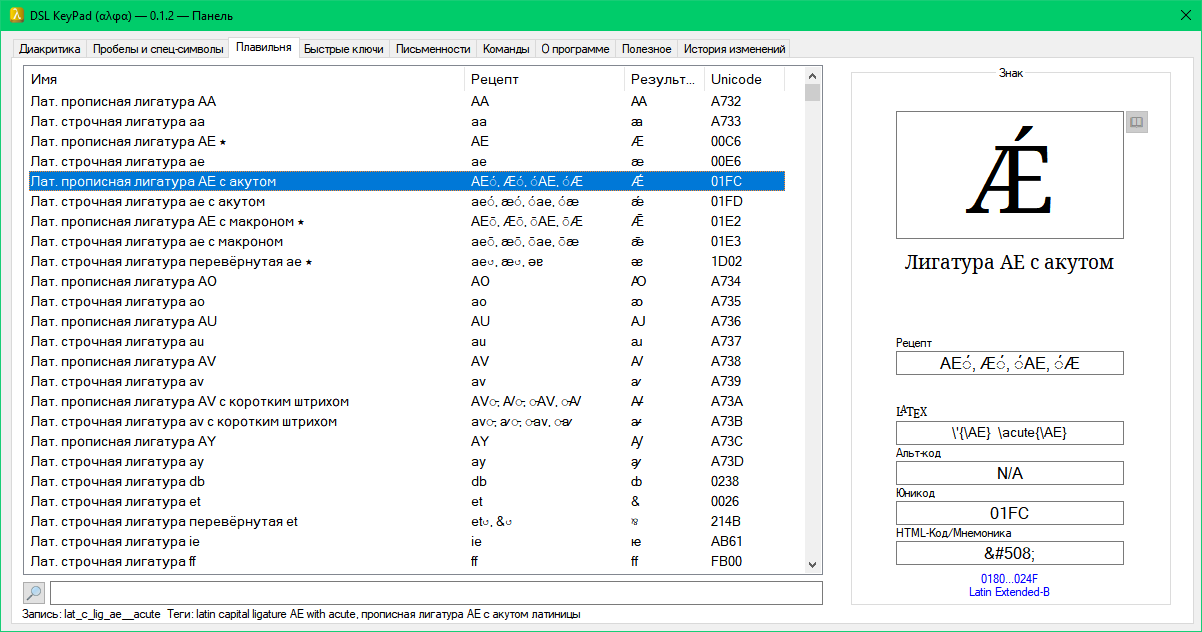 DSL KeyPad (αλφα) — 0.1.2 — Панель
Диакритика Пробелы и спец-символы Плавильня Быстрые ключи Письменности Команды О программе Полезное История изменений
Имя Рецепт Результ... Unicode
Лат. прописная лигатура AA AA Ꜳ A732
Лат. строчная лигатура aa aa ꜳ A733
Лат. прописная лигатура AE ★ AE Æ 00C6
Лат. строчная лигатура ae ae æ 00E6
Лат. прописная лигатура AE с акутом AE◌́, Æ◌́, ◌́AE, ◌́Æ Ǽ 01FC
Лат. строчная лигатура ae с акутом ae◌́, æ◌́, ◌́ae, ◌́æ ǽ 01FD
Лат. прописная лигатура AE с макроном ★ AE◌̄, Æ◌̄, ◌̄AE, ◌̄Æ Ǣ 01E2
Лат. строчная лигатура ae с макроном ae◌̄, æ◌̄, ◌̄ae, ◌̄æ ǣ 01E3
Лат. строчная лигатура перевёрнутая ae ★ ae↺, æ↺, ǝɐ ᴂ 1D02
Лат. прописная лигатура AO AO Ꜵ A734
Лат. строчная лигатура ao ao ꜵ A735
Лат. прописная лигатура AU AU Ꜷ A736
Лат. строчная лигатура au au ꜷ A737
Лат. прописная лигатура AV AV Ꜹ A738
Лат. строчная лигатура av av ꜹ A739
Лат. прописная лигатура AV с коротким штрихом AV◌̵, Ꜹ◌̵, ◌̵AV, ◌̵Ꜹ Ꜻ A73A
Лат. строчная лигатура av с коротким штрихом av◌̵, ꜹ◌̵, ◌̵av, ◌̵ꜹ ꜻ A73B
Лат. прописная лигатура AY AY Ꜽ A73C
Лат. строчная лигатура ay ay ꜽ A73D
Лат. строчная лигатура db db ȸ 0238
Лат. строчная лигатура et et & 0026
Лат. строчная лигатура перевёрнутая et et↺, &↺ ⅋ 214B
Лат. строчная лигатура ie ie ꭡ AB61
Лат. строчная лигатура ff ff ff FB00
Запись: lat_c_lig_ae__acute Теги: latin capital ligature AE with acute, прописная лигатура AE с акутом латиницы
Знак
Ǽ
Лигатура AE с акутом
Рецепт
AE◌́, Æ◌́, ◌́AE, ◌́Æ
LATEX
\'{\AE} \acute{\AE}
Альт-код
N/A
Юникод
01FC
HTML-Код/Мнемоника
&#508;
0180...024F
Latin Extended-B